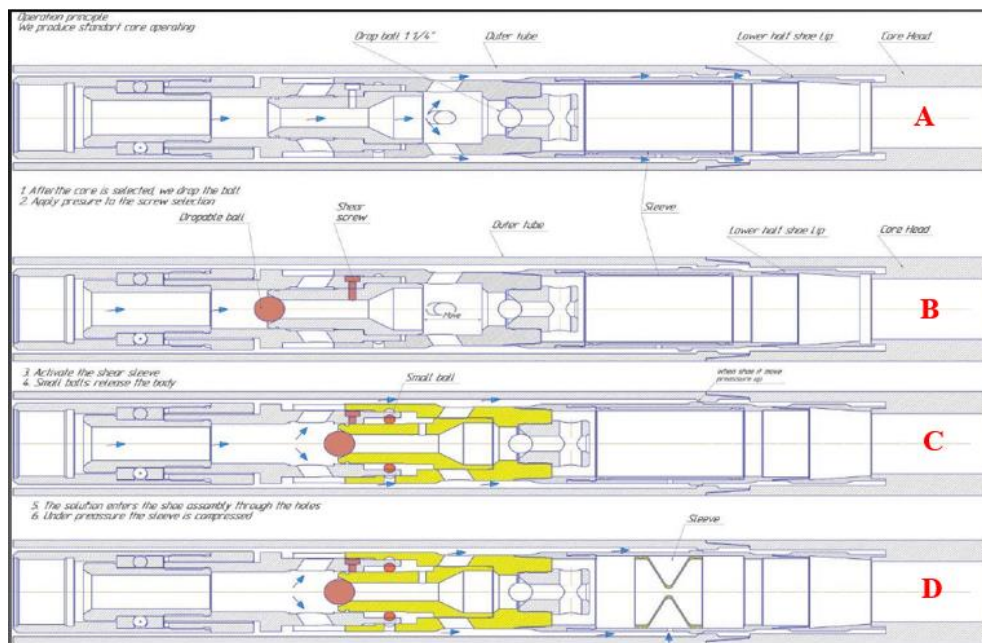 Operation principle
We produce standart core operating
Drop ball 1 1/4"
Outer tube
Lower half shoe lip
Core Head
A
1. After the core is selected, we drop the ball
2. Apply presure to the screw selection
Dropable ball
Shear
screw
Outer tube
Sleeve
Lower half shoe lip
Core Head
Move
B
3. Activate the shear sleeve
4. Small balls release the body
Small ball
when shoe it move
preassure up
C
5. The solution enters the shoe assembly through the holes
6. Under preassure the sleeve is compressed
Sleeve
D